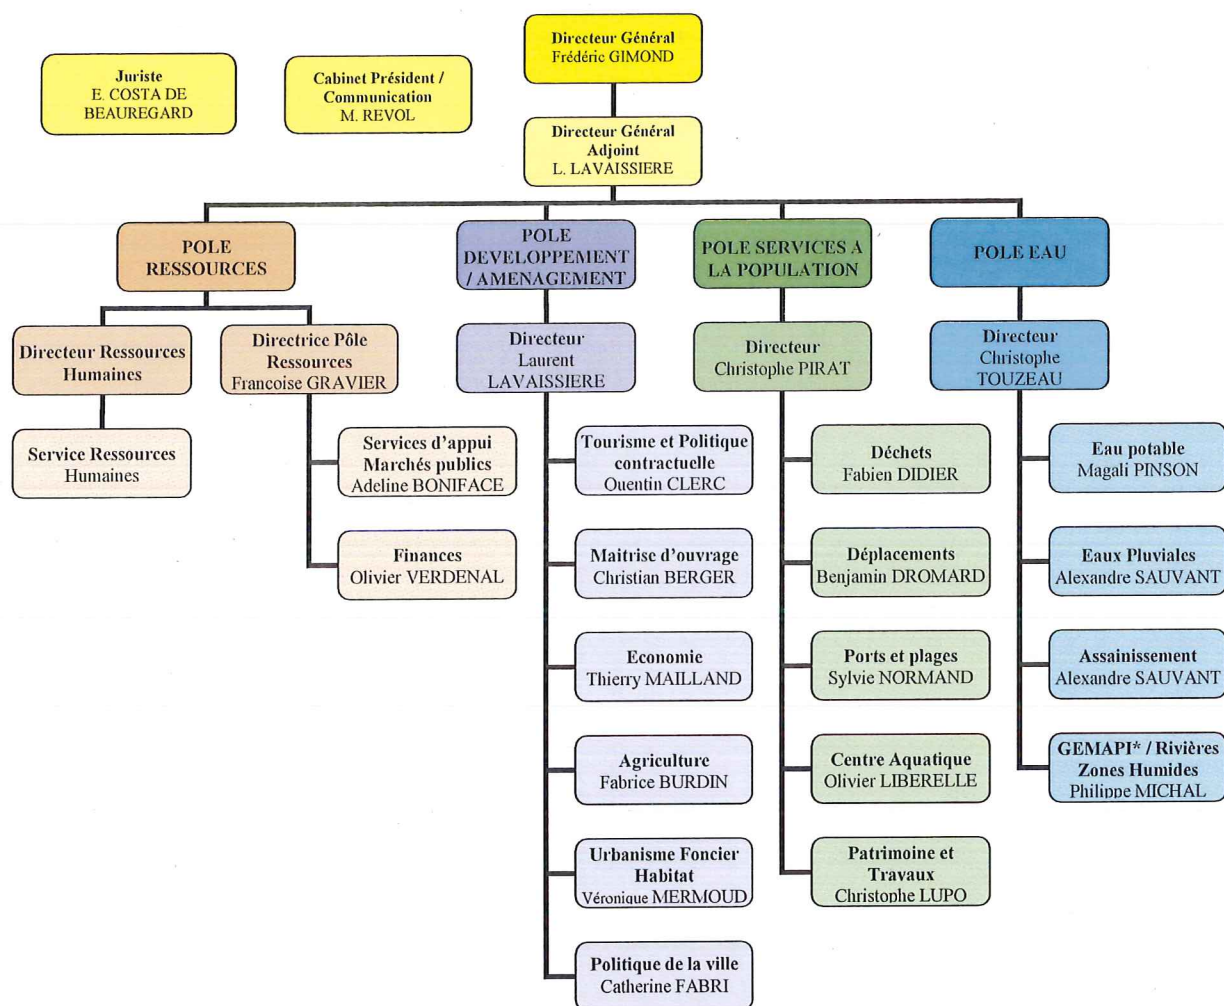 Directeur Général
Frédéric GIMOND
Juriste
E. COSTA DE
BEAUREGARD
Cabinet Président /
Communication
M. REVOL
Directeur Général
Adjoint
L. LAVAISSIERE
POLE
RESSOURCES
POLE
DEVELOPPEMENT
/ AMENAGEMENT
POLE SERVICES A
LA POPULATION
POLE EAU
Directeur Ressources
Humaines
Directrice Pôle
Ressources
Francoise GRAVIER
Directeur
Laurent
LAVAISSIERE
Directeur
Christophe PIRAT
Directeur
Christophe
TOUZEAU
Service Ressources
Humaines
Services d'appui
Marchés publics
Adeline BONIFACE
Finances
Olivier VERDENAL
Tourisme et Politique
contractuelle
Quentin CLERC
Maitrise d'ouvrage
Christian BERGER
Economie
Thierry MAILLAND
Agriculture
Fabrice BURDIN
Urbanisme Foncier
Habitat
Véronique MERMOUD
Politique de la ville
Catherine FABRI
Déchets
Fabien DIDIER
Déplacements
Benjamin DROMARD
Ports et plages
Sylvie NORMAND
Centre Aquatique
Olivier LIBERELLE
Patrimoine et
Travaux
Christophe LUPO
Eau potable
Magali PINSON
Eaux Pluviales
Alexandre SAUVANT
Assainissement
Alexandre SAUVANT
GEMAPI* / Rivières
Zones Humides
Philippe MICHAL